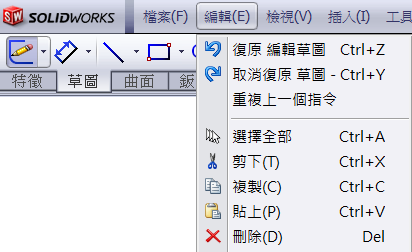 SW SOLIDWORKS 檔案(F) 編輯(E) 檢視(V) 插入(I) 工具
特徵 草圖 曲面 鈑
復原 編輯草圖 Ctrl+Z
取消復原 草圖 - Ctrl+Y
重複上一個指令
選擇全部 Ctrl+A
剪下(T) Ctrl+X
複製(C) Ctrl+C
貼上(P) Ctrl+V
刪除(D) Del